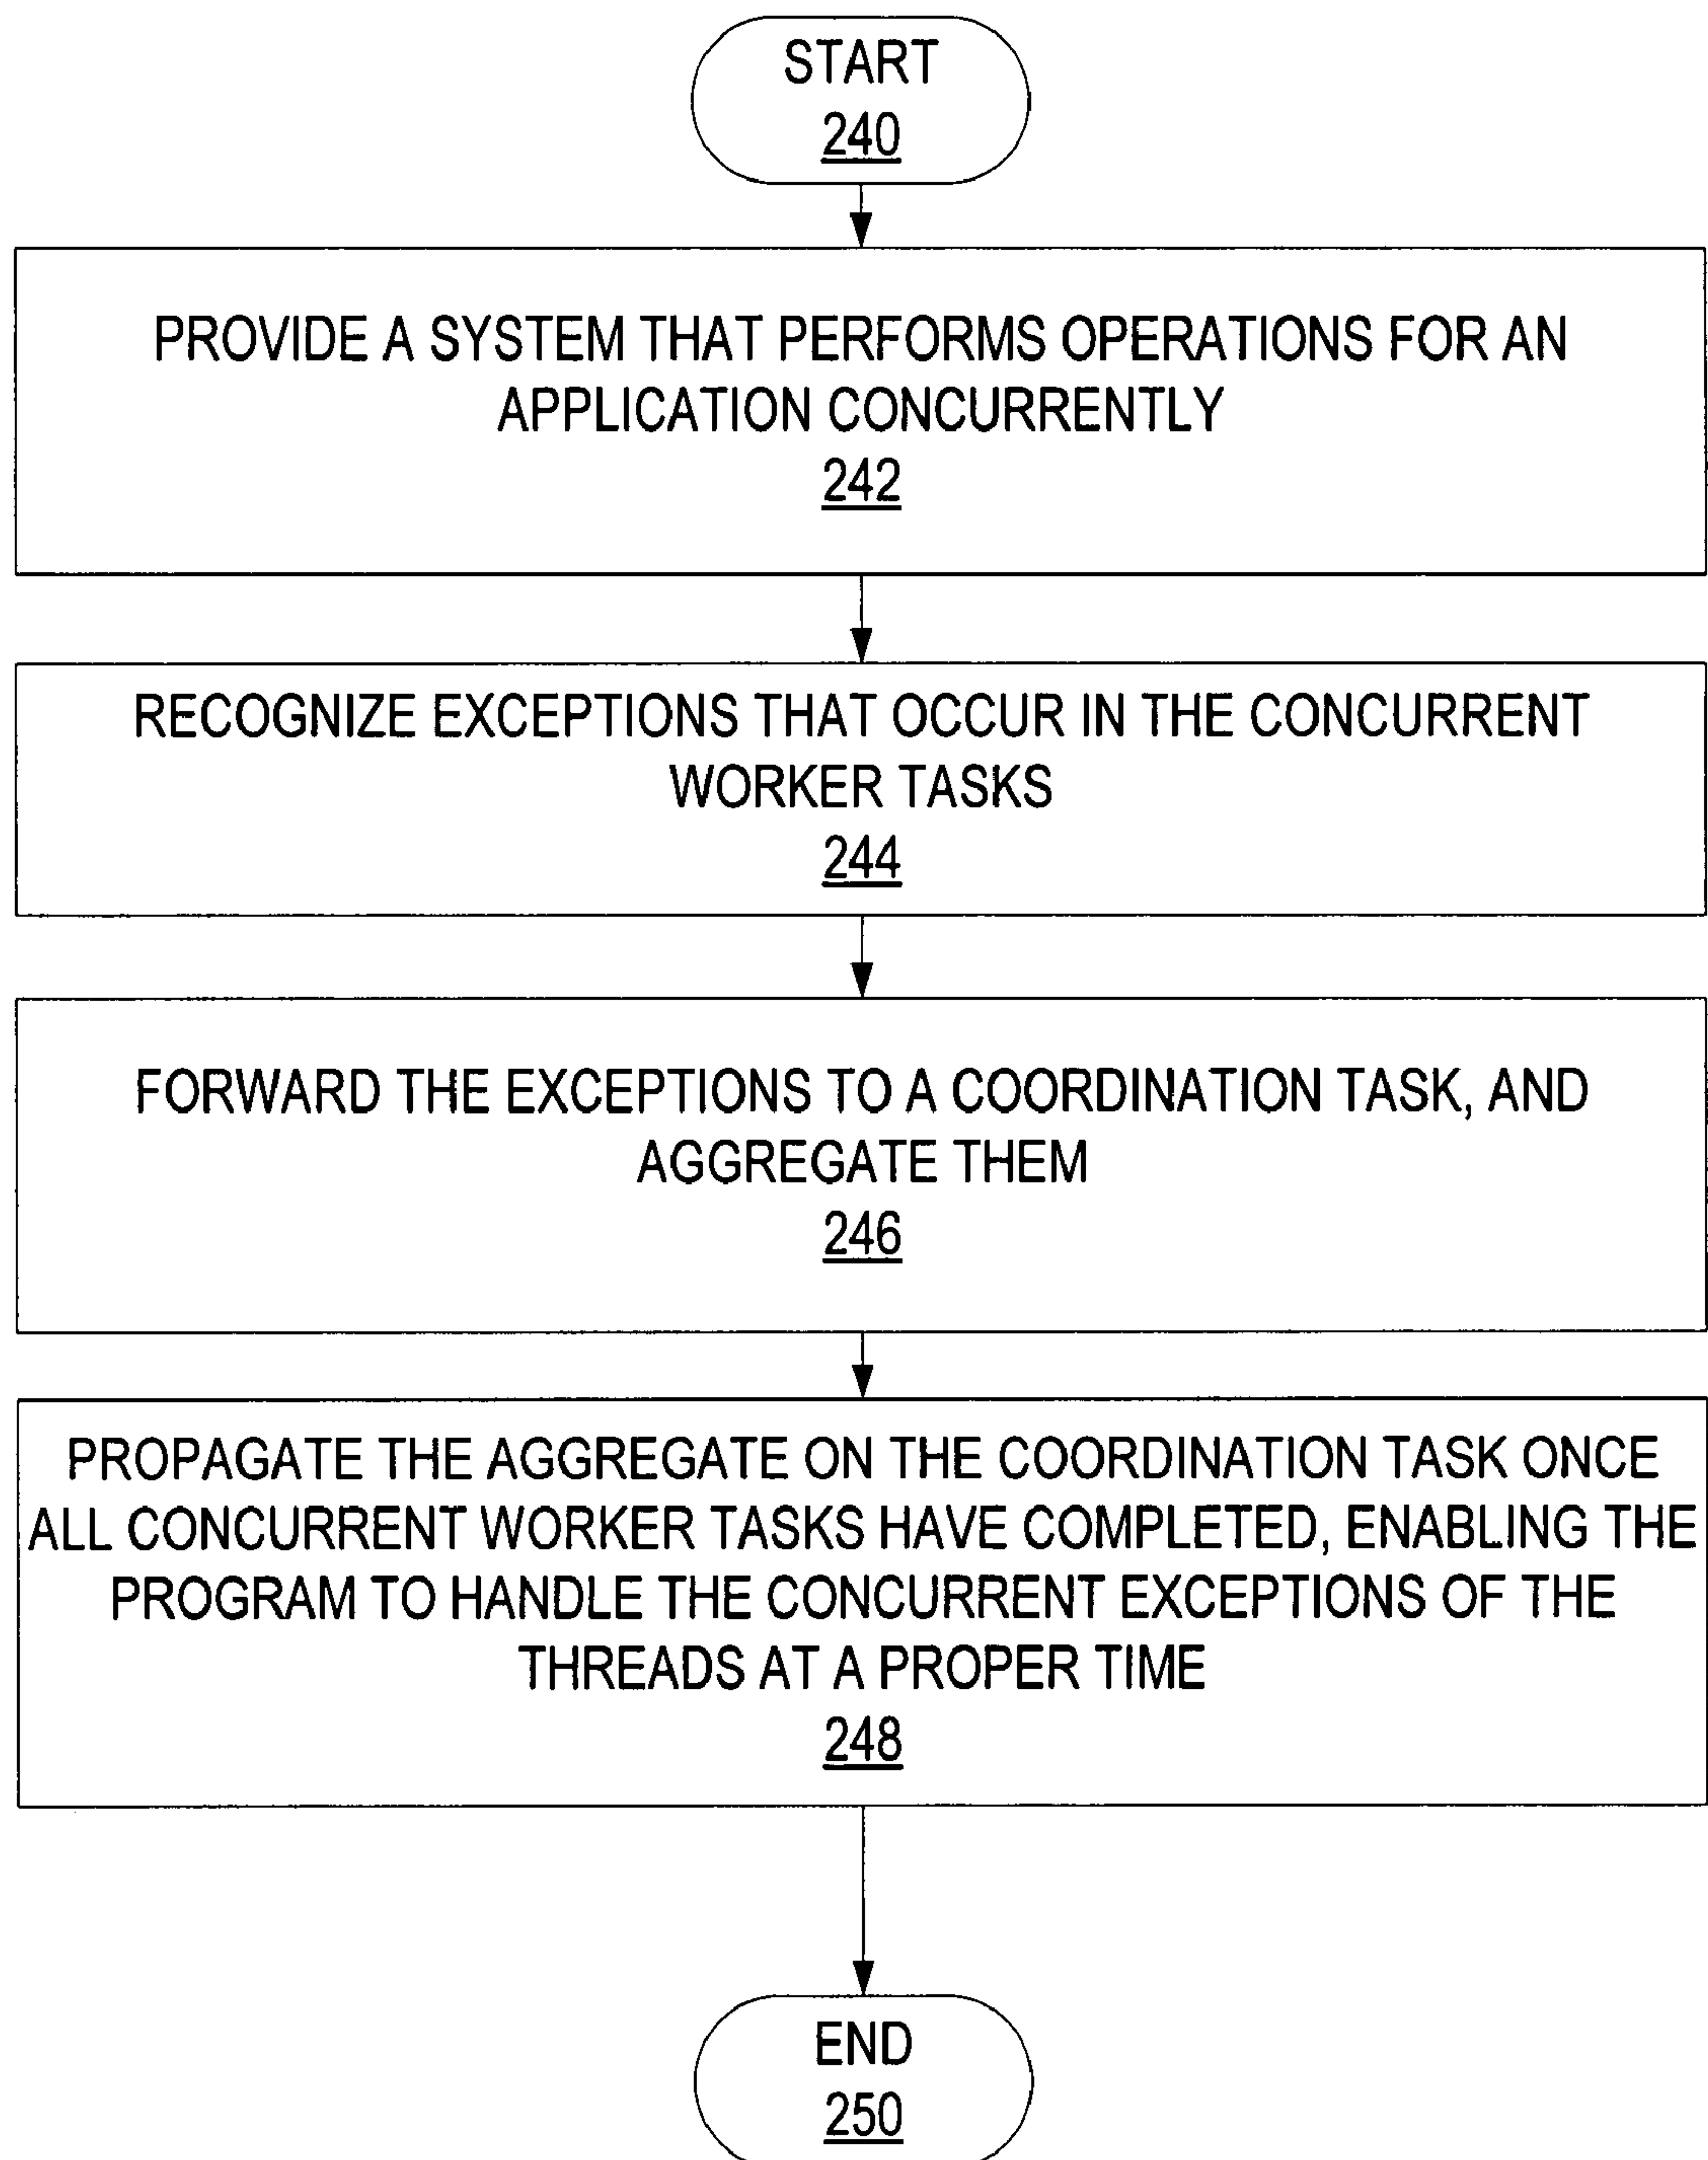 START
240
PROVIDE A SYSTEM THAT PERFORMS OPERATIONS FOR AN
APPLICATION CONCURRENTLY
242
RECOGNIZE EXCEPTIONS THAT OCCUR IN THE CONCURRENT
WORKER TASKS
244
FORWARD THE EXCEPTIONS TO A COORDINATION TASK, AND
AGGREGATE THEM
246
PROPAGATE THE AGGREGATE ON THE COORDINATION TASK ONCE
ALL CONCURRENT WORKER TASKS HAVE COMPLETED, ENABLING THE
PROGRAM TO HANDLE THE CONCURRENT EXCEPTIONS OF THE
THREADS AT A PROPER TIME
248
END
250